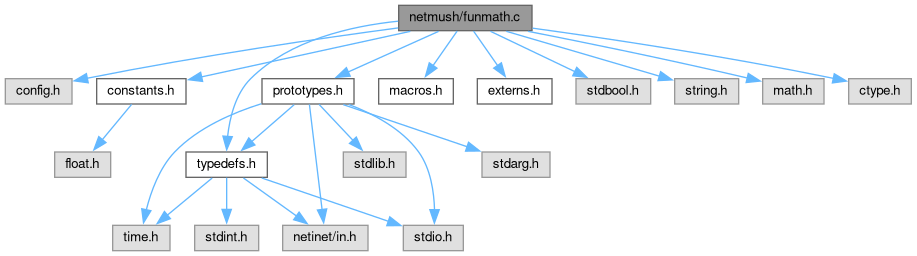 netmush/funmath.c
config.h
constants.h
prototypes.h
macros.h
externs.h
stdbool.h
string.h
math.h
ctype.h
float.h
typedefs.h
stdlib.h
stdarg.h
time.h
stdint.h
netinet/in.h
stdio.h